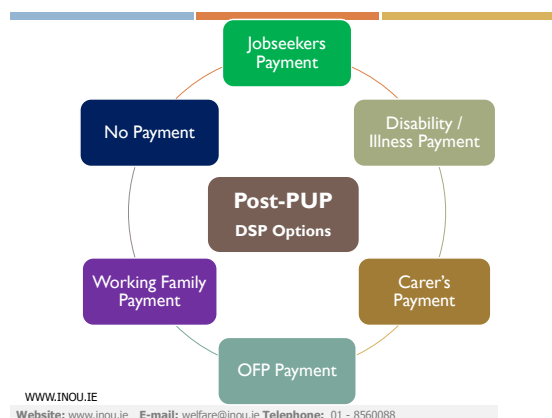 Jobseekers
Payment
No Payment
Disability /
Illness Payment
Post-PUP
DSP Options
Working Family
Payment
Carer's
Payment
OFP Payment
WWW.INOU.IE
Website: www.inou.ie E-mail: welfare@inou.ie Telephone: 01 - 8560088